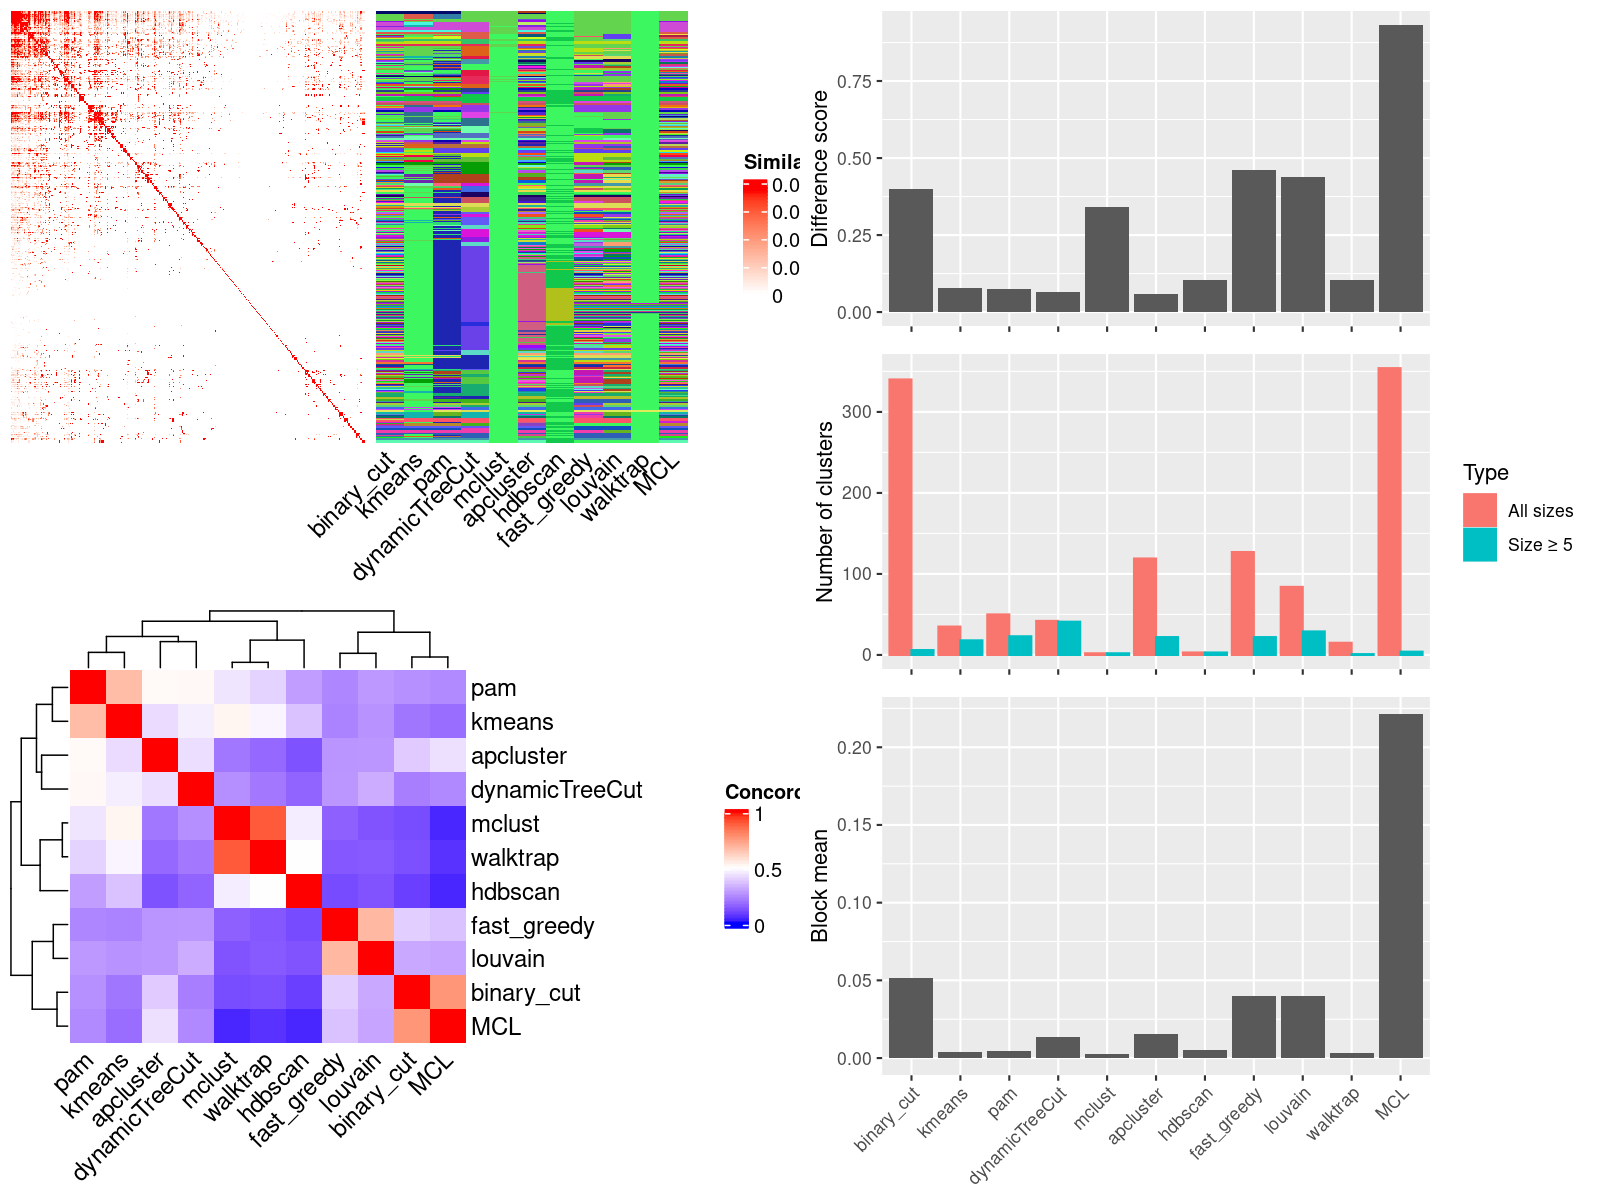 Simila
0.0
0.0
0.0
0
binary_cut
kmeans
pam
dynamicTreeCut
mclust
apcluster
hdbscan
fast_greedy
louvain
walktrap
MCL
pam
kmeans
apcluster
dynamicTreeCut
mclust
walktrap
hdbscan
fast_greedy
louvain
binary_cut
MCL
pam
kmeans
apcluster
dynamicTreeCut
mclust
walktrap
hdbscan
fast_greedy
louvain
binary_cut
MCL
Concord
1
0.5
0
Difference score
0.75
0.50
0.25
0.00
Number of clusters
300
200
100
0
Type
All sizes
Size ≥ 5
Block mean
0.20
0.15
0.10
0.05
0.00
binary_cut
kmeans
pam
dynamicTreeCut
mclust
apcluster
hdbscan
fast_greedy
louvain
walktrap
MCL